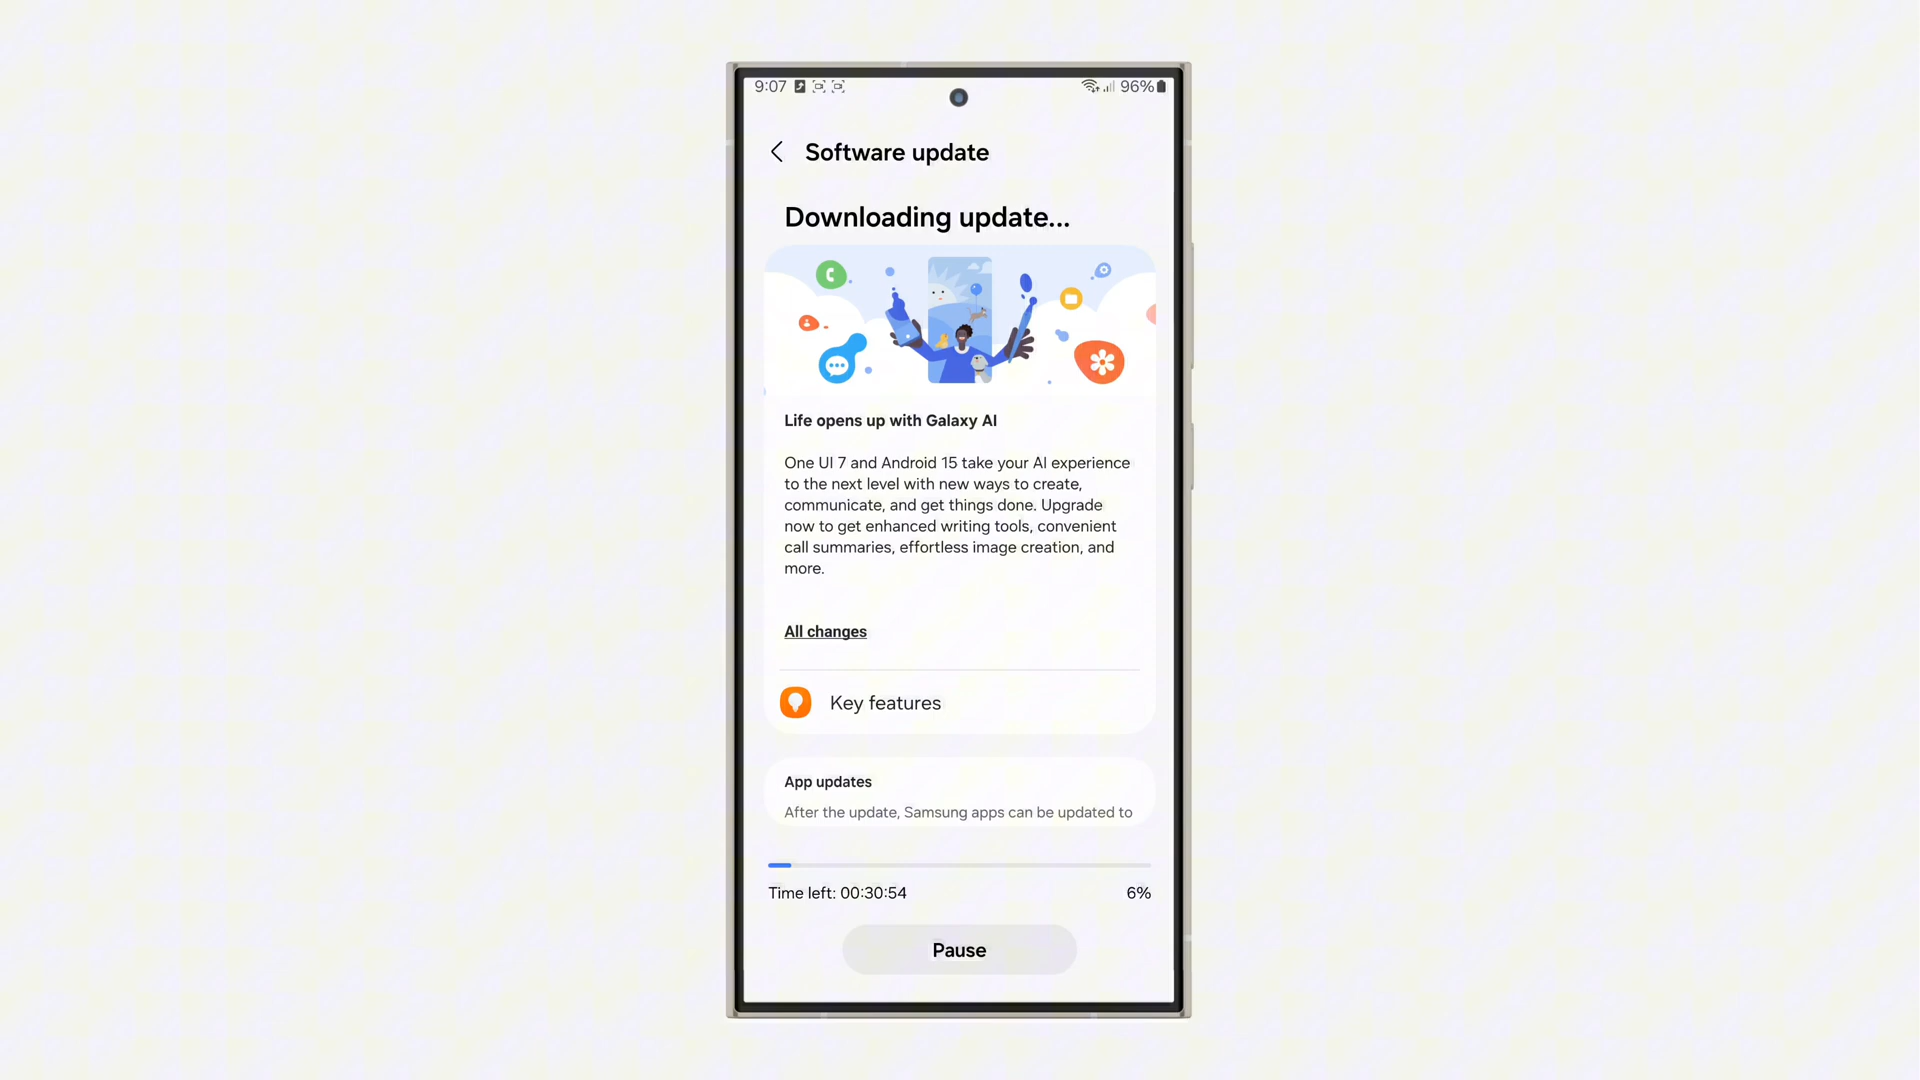 9:07 96%
Software update
Downloading update...
Life opens up with Galaxy AI
One UI 7 and Android 15 take your AI experience
to the next level with new ways to create,
communicate, and get things done. Upgrade
now to get enhanced writing tools, convenient
call summaries, effortless image creation, and
more.
All changes
Key features
App updates
After the update, Samsung apps can be updated to
Time left: 00:30:54 6%
Pause